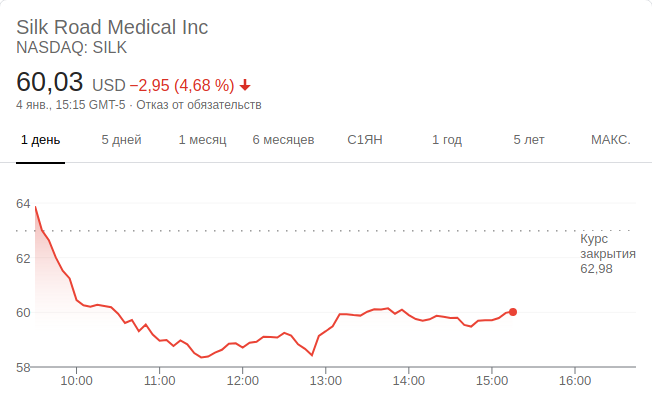 Silk Road Medical Inc
NASDAQ: SILK
60,03 USD −2,95 (4,68 %)
4 янв., 15:15 GMT-5 · Отказ от обязательств
1 день 5 дней 1 месяц 6 месяцев С1ЯН 1 год 5 лет МАКС.
64
Курс
закрытия
62,98
62
60
58
10:00 11:00 12:00 13:00 14:00 15:00 16:00